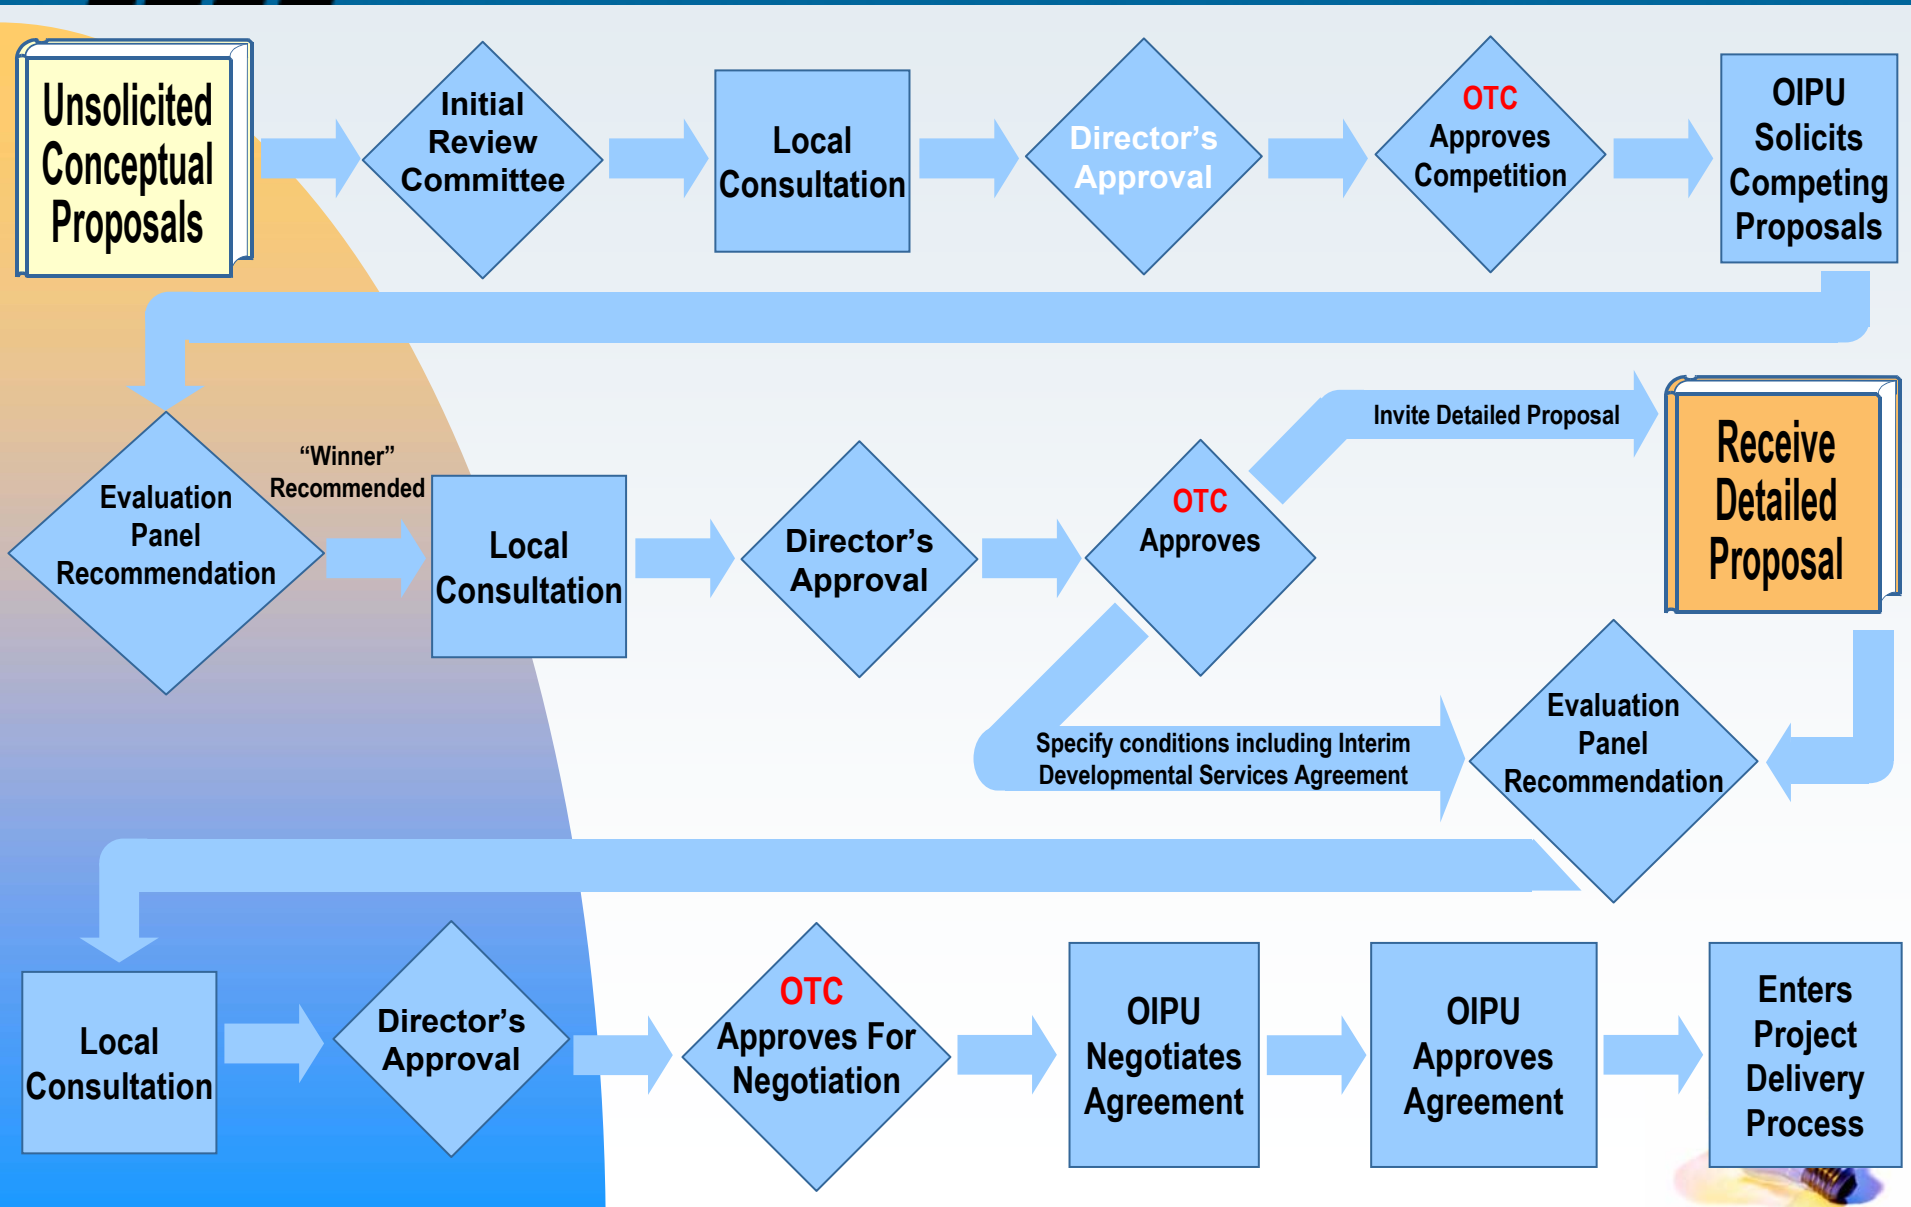 Unsolicited
Conceptual
Proposals
Initial
Review
Committee
Local
Consultation
Director’s
Approval
OTC
Approves
Competition
OIPU
Solicits
Competing
Proposals
Evaluation
Panel
Recommendation
“Winner”
Recommended
Local
Consultation
Director’s
Approval
OTC
Approves
Invite Detailed Proposal
Receive
Detailed
Proposal
Specify conditions including Interim
Developmental Services Agreement
Evaluation
Panel
Recommendation
Local
Consultation
Director’s
Approval
OTC
Approves For
Negotiation
OIPU
Negotiates
Agreement
OIPU
Approves
Agreement
Enters
Project
Delivery
Process